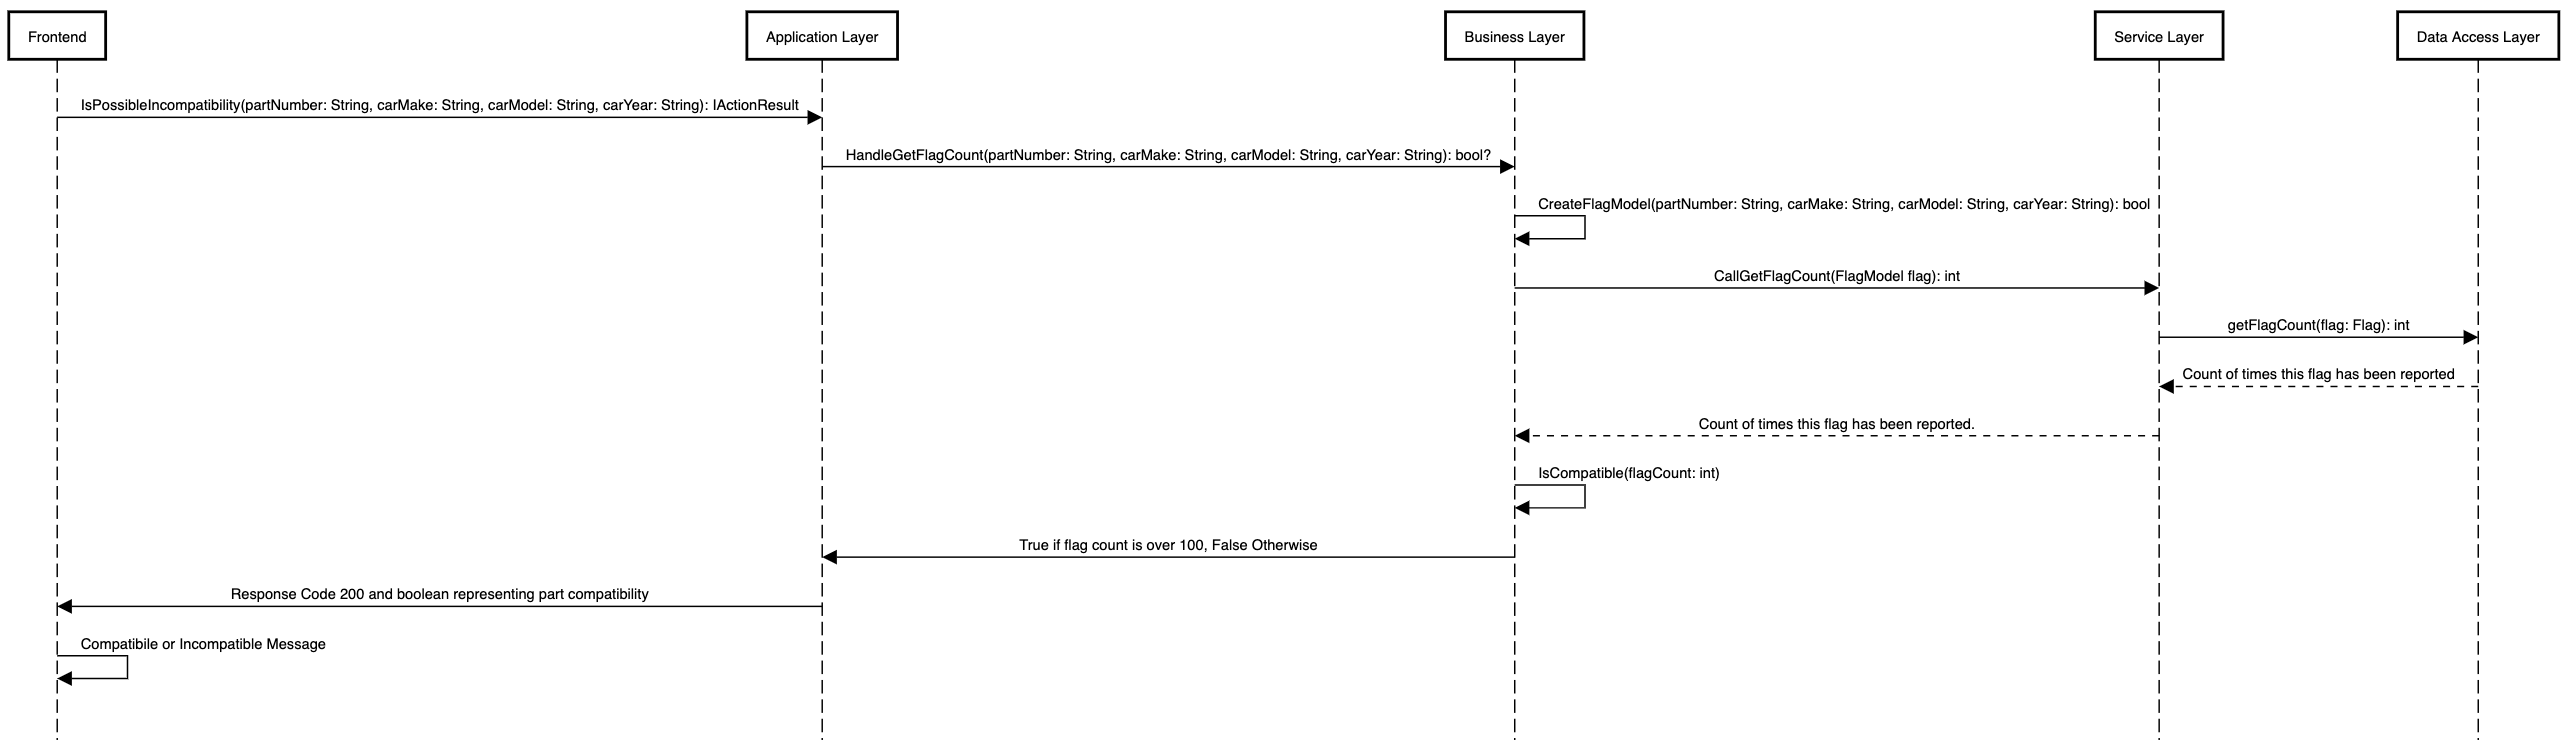 Frontend
Application Layer
Business Layer
Service Layer
Data Access Layer
IsPossibleIncompatibility(partNumber: String, carMake: String, carModel: String, carYear: String): IActionResult
HandleGetFlagCount(partNumber: String, carMake: String, carModel: String, carYear: String): bool?
CreateFlagModel(partNumber: String, carMake: String, carModel: String, carYear: String): bool
CallGetFlagCount(FlagModel flag): int
getFlagCount(flag: Flag): int
Count of times this flag has been reported
Count of times this flag has been reported.
IsCompatible(flagCount: int)
True if flag count is over 100, False Otherwise
Response Code 200 and boolean representing part compatibility
Compatibile or Incompatible Message